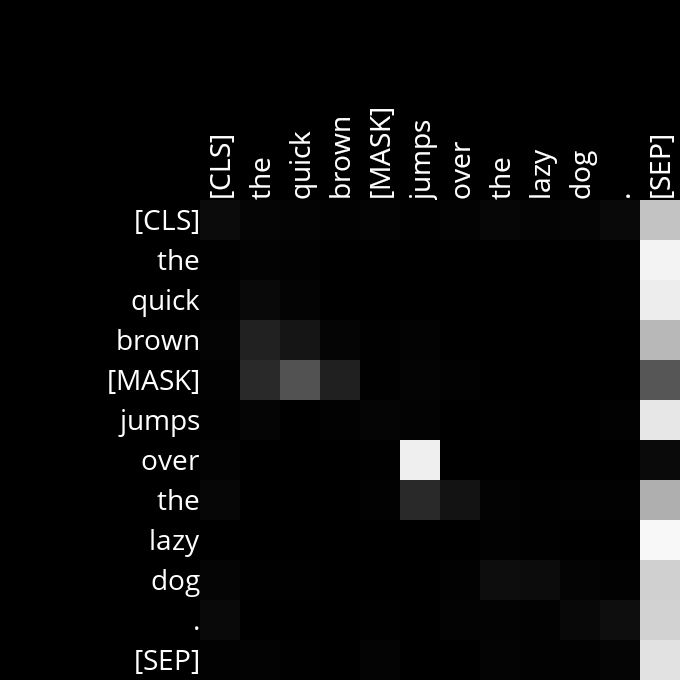 [CLS] the quick brown [MASK] jumps over the lazy dog . [SEP]
[CLS]
the
quick
brown
[MASK]
jumps
over
the
lazy
dog
.
[SEP]